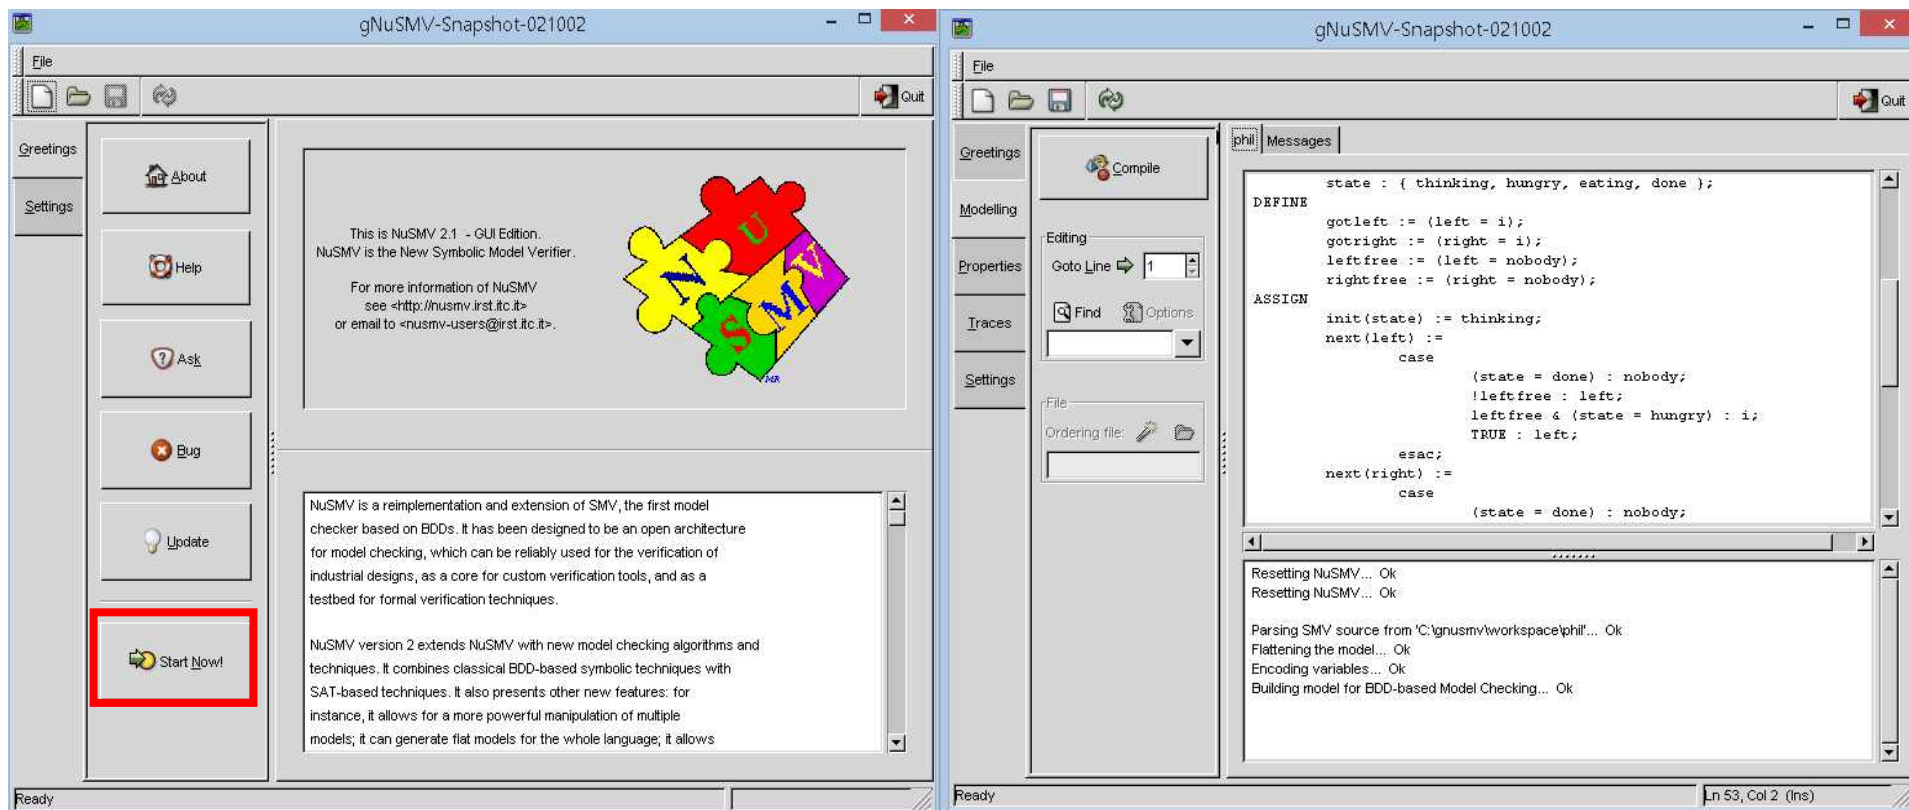 gNuSMV-Snapshot-021002
File
Quit
Greetings
Settings
About
Help
Ask
Bug
Update
Start Now!
This is NuSMV 2.1 - GUI Edition.
NuSMV is the New Symbolic Model Verifier.
For more information of NuSMV
see <http://nusmv.irst.itc.it>
or email to <nusmv-users@irst.itc.it>.
N
U
S
M
V
MR
NuSMV is a reimplementation and extension of SMV, the first model
checker based on BDDs. It has been designed to be an open architecture
for model checking, which can be reliably used for the verification of
industrial designs, as a core for custom verification tools, and as a
testbed for formal verification techniques.
NuSMV version 2 extends NuSMV with new model checking algorithms and
techniques. It combines classical BDD-based symbolic techniques with
SAT-based techniques. It also presents other new features: for
instance, it allows for a more powerful manipulation of multiple
models; it can generate flat models for the whole language; it allows
Ready
gNuSMV-Snapshot-021002
File
Quit
Greetings
Modelling
Properties
Traces
Settings
Compile
Editing
Goto Line 1
Find Options
File
Ordering file:
phil Messages
state : { thinking, hungry, eating, done };
DEFINE
gotleft := (left = i);
gotright := (right = i);
leftfree := (left = nobody);
rightfree := (right = nobody);
ASSIGN
init(state) := thinking;
next(left) :=
case
(state = done) : nobody;
!leftfree : left;
leftfree & (state = hungry) : i;
TRUE : left;
esac;
next(right) :=
case
(state = done) : nobody;
Resetting NuSMV... Ok
Resetting NuSMV... Ok
Parsing SMV source from 'C:\gnusmv\workspace\phil'... Ok
Flattening the model... Ok
Encoding variables... Ok
Building model for BDD-based Model Checking... Ok
Ready
Ln 53, Col 2 (Ins)